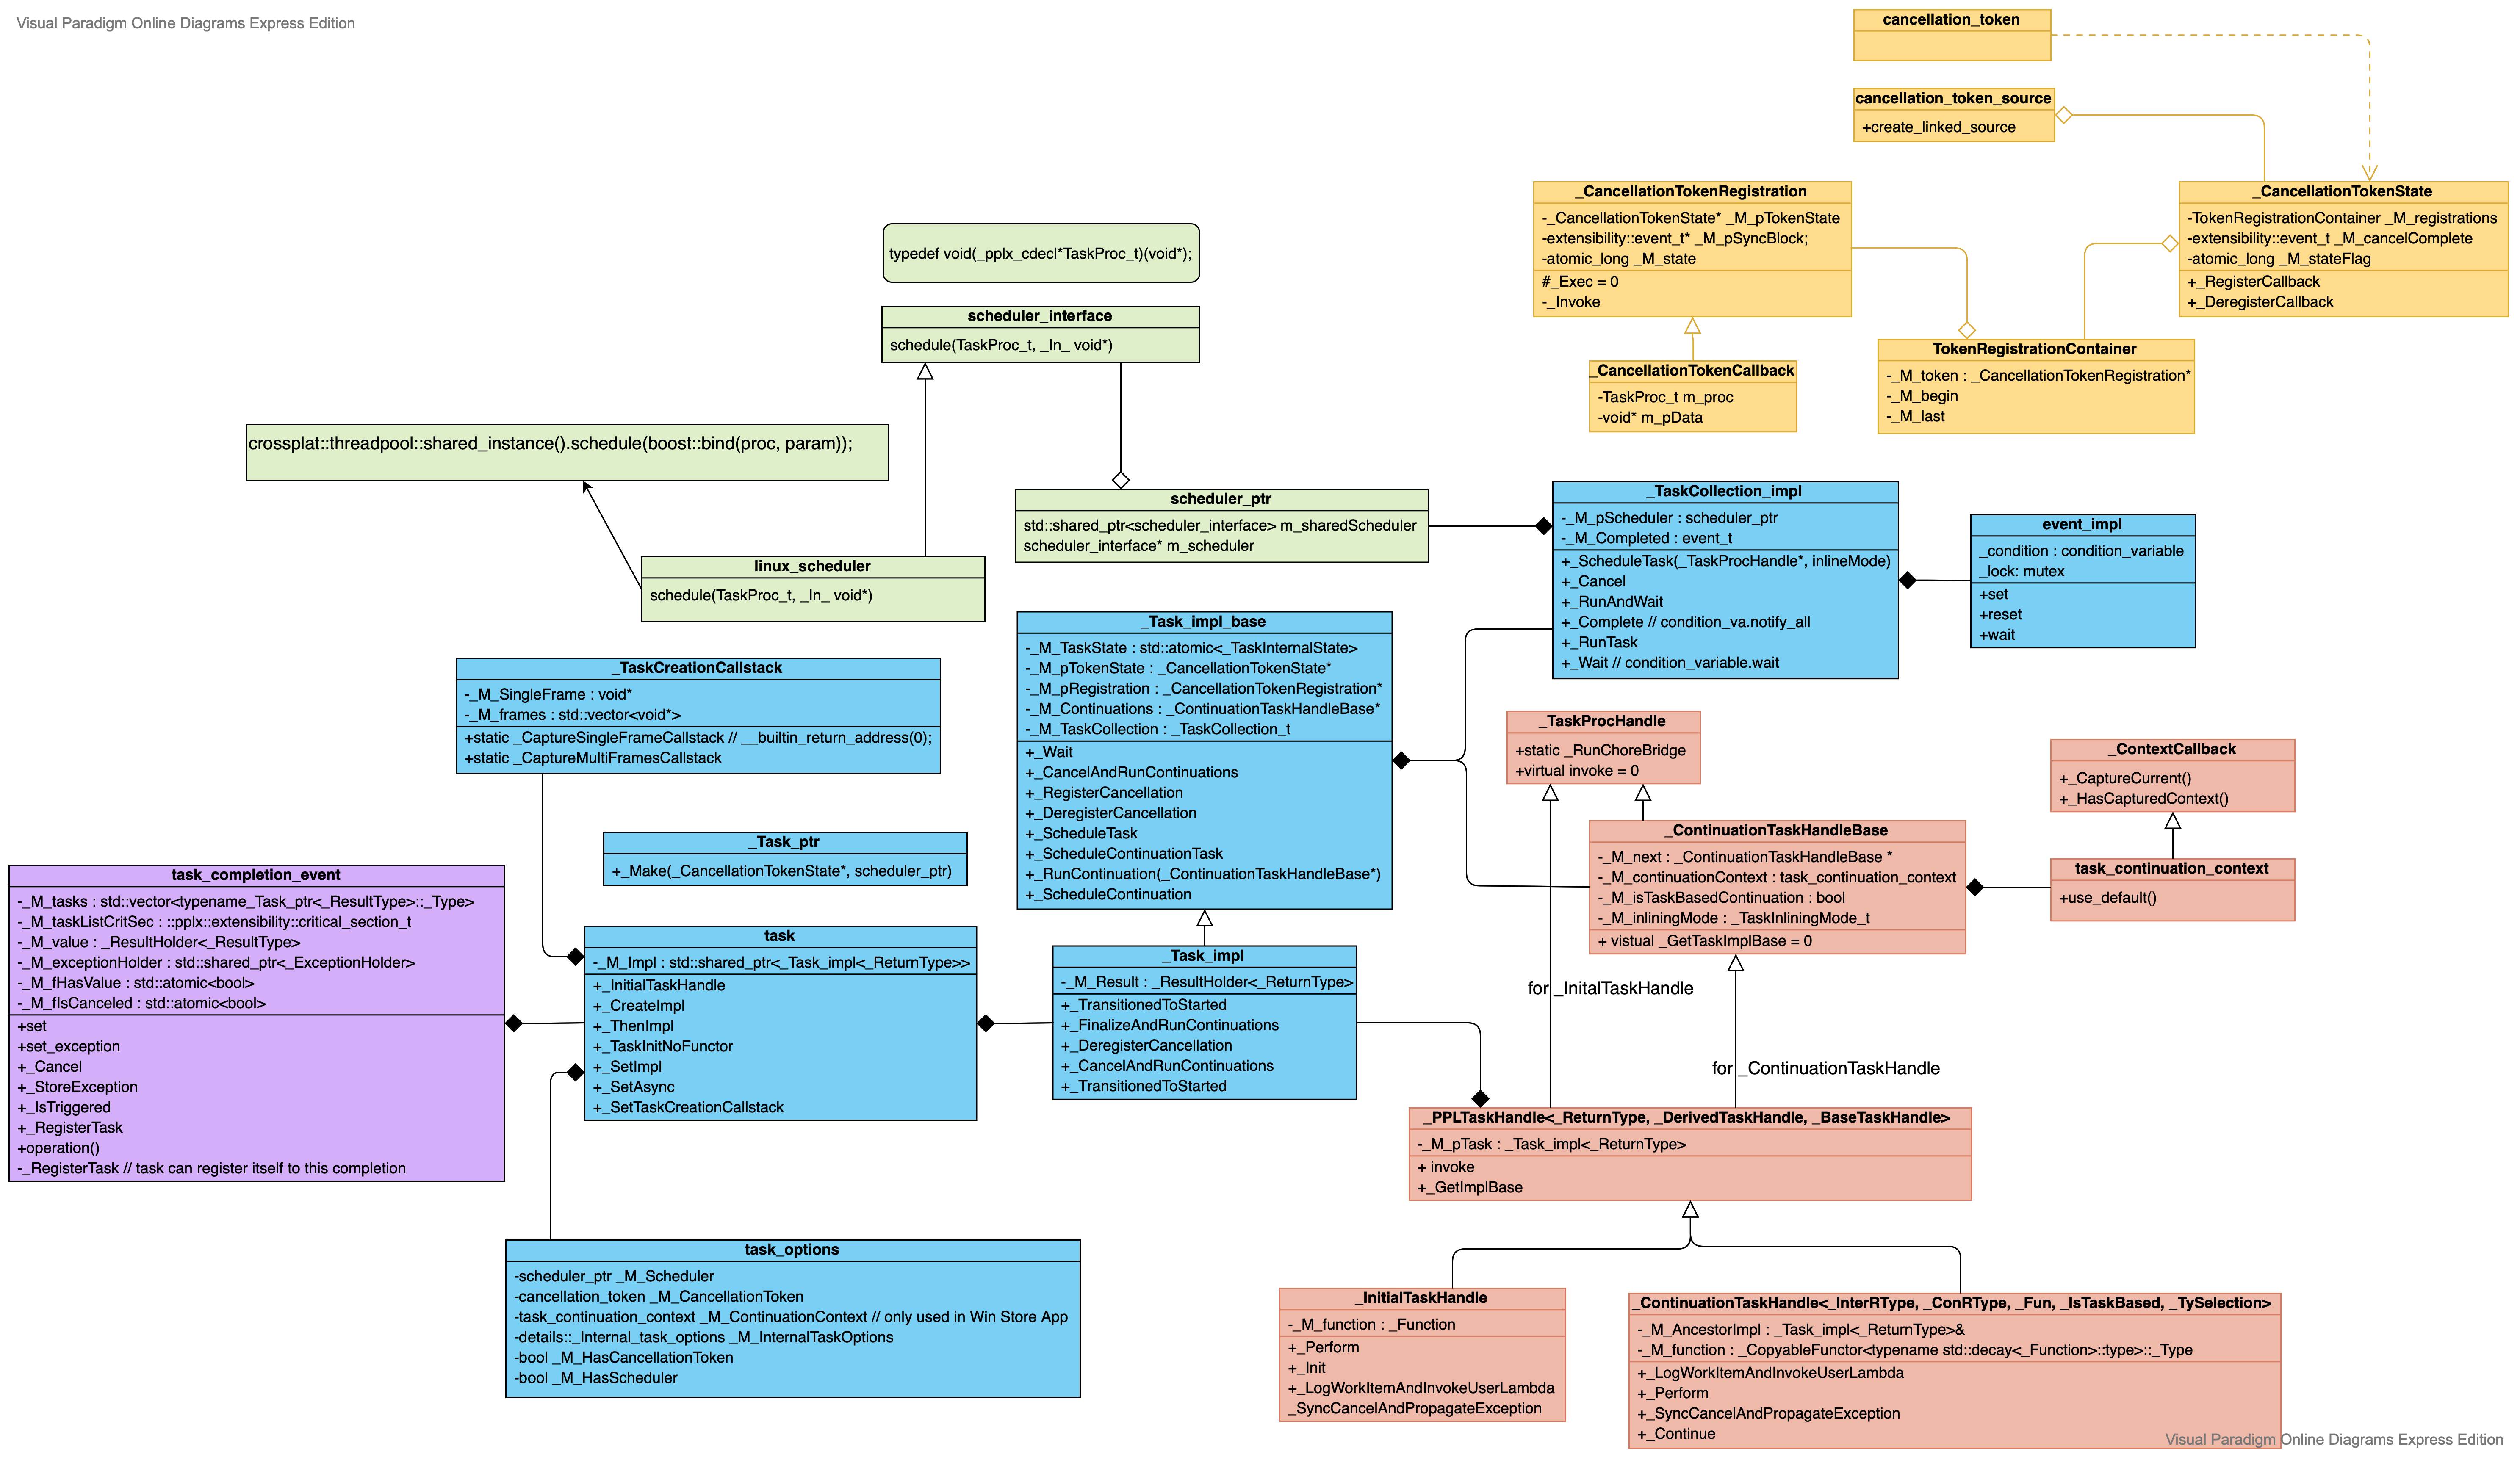 Visual Paradigm Online Diagrams Express Edition
cancellation_token
cancellation_token_source
+create_linked_source
_CancellationTokenRegistration
-_CancellationTokenState* _M_pTokenState
-extensibility::event_t* _M_pSyncBlock;
-atomic_long _M_state
#_Exec = 0
-_Invoke
_CancellationTokenState
-TokenRegistrationContainer _M_registrations
-extensibility::event_t _M_cancelComplete
-atomic_long _M_stateFlag
+_RegisterCallback
+_DeregisterCallback
_CancellationTokenCallback
-TaskProc_t m_proc
-void* m_pData
TokenRegistrationContainer
-_M_token : _CancellationTokenRegistration*
-_M_begin
-_M_last
typedef void(_pplx_cdecl*TaskProc_t)(void*);
scheduler_interface
schedule(TaskProc_t, _In_ void*)
crossplat::threadpool::shared_instance().schedule(boost::bind(proc, param));
linux_scheduler
schedule(TaskProc_t, _In_ void*)
scheduler_ptr
std::shared_ptr<scheduler_interface> m_sharedScheduler
scheduler_interface* m_scheduler
_TaskCollection_impl
-_M_pScheduler : scheduler_ptr
-_M_Completed : event_t
+_ScheduleTask(_TaskProcHandle*, inlineMode)
+_Cancel
+_RunAndWait
+_Complete // condition_va.notify_all
+_RunTask
+_Wait // condition_variable.wait
event_impl
_condition : condition_variable
_lock: mutex
+set
+reset
+wait
_Task_impl_base
-_M_TaskState : std::atomic<_TaskInternalState>
-_M_pTokenState : _CancellationTokenState*
-_M_pRegistration : _CancellationTokenRegistration*
-_M_Continuations : _ContinuationTaskHandleBase*
-_M_TaskCollection : _TaskCollection_t
+_Wait
+_CancelAndRunContinuations
+_RegisterCancellation
+_DeregisterCancellation
+_ScheduleTask
+_ScheduleContinuationTask
+_RunContinuation(_ContinuationTaskHandleBase*)
+_ScheduleContinuation
_TaskCreationCallstack
-_M_SingleFrame : void*
-_M_frames : std::vector<void*>
+static _CaptureSingleFrameCallstack // __builtin_return_address(0);
+static _CaptureMultiFramesCallstack
_Task_ptr
+_Make(_CancellationTokenState*, scheduler_ptr)
_TaskProcHandle
+static _RunChoreBridge
+virtual invoke = 0
_ContextCallback
+_CaptureCurrent()
+_HasCapturedContext()
_ContinuationTaskHandleBase
-_M_next : _ContinuationTaskHandleBase *
-_M_continuationContext : task_continuation_context
-_M_isTaskBasedContinuation : bool
-_M_inliningMode : _TaskInliningMode_t
+ vistual _GetTaskImplBase = 0
task_continuation_context
+use_default()
task_completion_event
-_M_tasks : std::vector<typename_Task_ptr<_ResultType>::_Type>
-_M_taskListCritSec : ::pplx::extensibility::critical_section_t
-_M_value : _ResultHolder<_ResultType>
-_M_exceptionHolder : std::shared_ptr<_ExceptionHolder>
-_M_fHasValue : std::atomic<bool>
-_M_fIsCanceled : std::atomic<bool>
+set
+set_exception
+_Cancel
+_StoreException
+_IsTriggered
+_RegisterTask
+operation()
-_RegisterTask // task can register itself to this completion
task
-_M_Impl : std::shared_ptr<_Task_impl<_ReturnType>>
+_InitialTaskHandle
+_CreateImpl
+_ThenImpl
+_TaskInitNoFunctor
+_SetImpl
+_SetAsync
+_SetTaskCreationCallstack
_Task_impl
-_M_Result : _ResultHolder<_ReturnType>
+_TransitionedToStarted
+_FinalizeAndRunContinuations
+_DeregisterCancellation
+_CancelAndRunContinuations
+_TransitionedToStarted
for _InitalTaskHandle
for _ContinuationTaskHandle
_PPLTaskHandle<_ReturnType, _DerivedTaskHandle, _BaseTaskHandle>
-_M_pTask : _Task_impl<_ReturnType>
+ invoke
+_GetImplBase
task_options
-scheduler_ptr _M_Scheduler
-cancellation_token _M_CancellationToken
-task_continuation_context _M_ContinuationContext // only used in Win Store App
-details::_Internal_task_options _M_InternalTaskOptions
-bool _M_HasCancellationToken
-bool _M_HasScheduler
_InitialTaskHandle
-_M_function : _Function
+_Perform
+_Init
+_LogWorkItemAndInvokeUserLambda
_SyncCancelAndPropagateException
_ContinuationTaskHandle<_InterRType, _ConRType, _Fun, _IsTaskBased, _TySelection>
-_M_AncestorImpl : _Task_impl<_ReturnType>&
-_M_function : _CopyableFunctor<typename std::decay<_Function>::type>::_Type
+_LogWorkItemAndInvokeUserLambda
+_Perform
+_SyncCancelAndPropagateException
+_Continue
Visual Paradigm Online Diagrams Express Edition